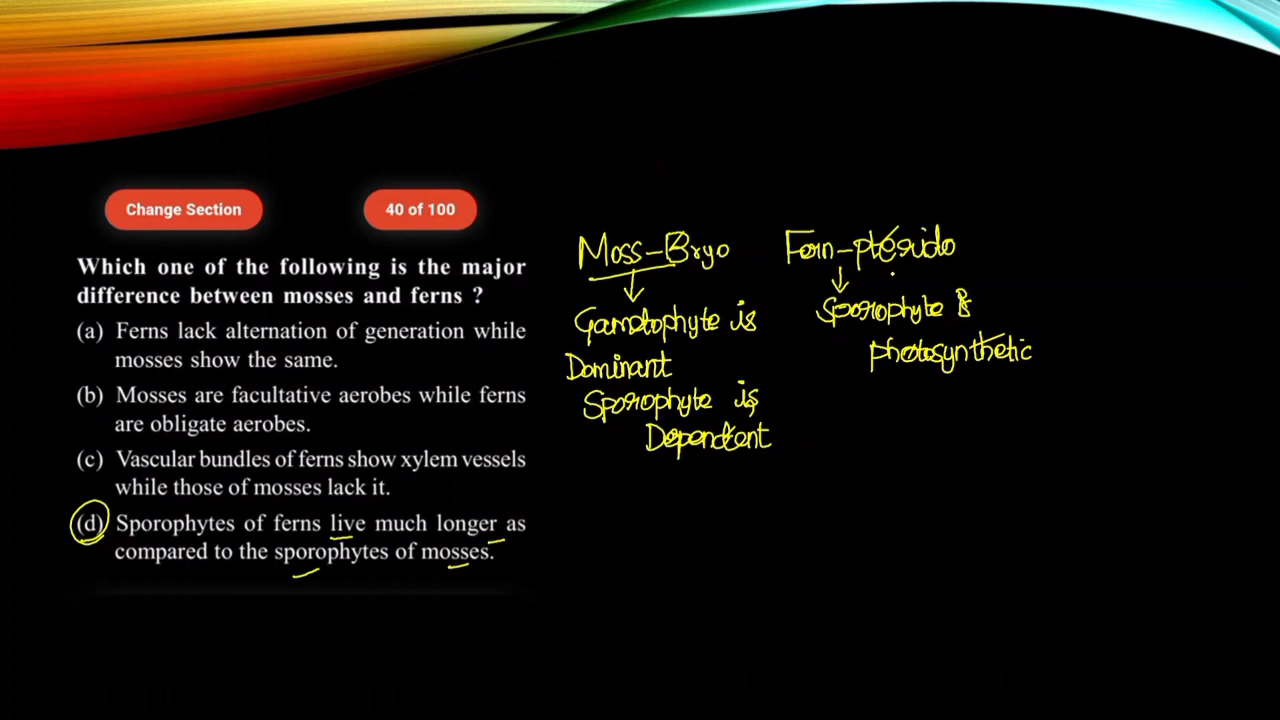 Change Section
40 of 100
Which one of the following is the major
difference between mosses and ferns ?
(a) Ferns lack alternation of generation while
mosses show the same.
(b) Mosses are facultative aerobes while ferns
are obligate aerobes.
(c) Vascular bundles of ferns show xylem vessels
while those of mosses lack it.
(d) Sporophytes of ferns live much longer as
compared to the sporophytes of mosses.
Moss-Bryo
Gametophyte is
Dominant
Sporophyte is
Dependent
Fern-pterido
Sporophyte is
photosynthetic